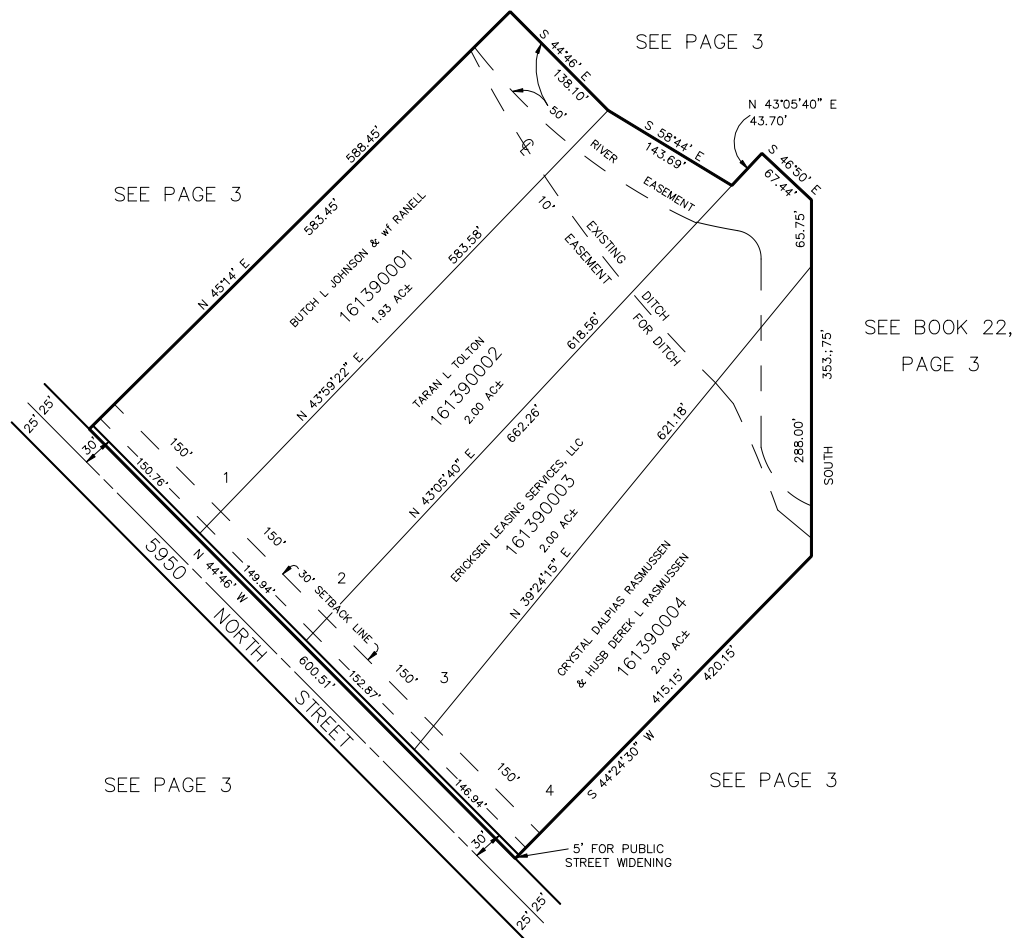 SEE PAGE 3
S 44°46' E
138.10'
N 43°05'40" E
43.70'
50'
S 58°44' E
143.69'
S 46°50' E
67.44'
588.45'
RIVER EASEMENT
SEE PAGE 3
583.45'
65.75'
BUTCH L JOHNSON & wf RANELL
161390001
1.93 AC±
583.58'
10' EXISTING DITCH
EASEMENT FOR DITCH
N 45°14' E
TARAN L TOLTON
161390002
2.00 AC±
618.56'
SEE BOOK 22,
PAGE 3
353.;75'
N 43°59'22" E
662.26'
621.18'
288.00'
SOUTH
25' 25'
30'
150'
150.76'
1
N 43°05'40" E
ERICKSEN LEASING SERVICES, LLC
161390003
2.00 AC±
150'
149.94'
2
30' SETBACK LINE
N 39°24'15" E
CRYSTAL DALPIAS RASMUSSEN
& HUSB DEREK L RASMUSSEN
161390004
2.00 AC±
N 44°46' W
600.51'
5950 NORTH STREET
150'
152.87'
3
415.15'
420.15'
S 44°24'30" W
SEE PAGE 3
SEE PAGE 3
150'
146.94'
4
30'
5' FOR PUBLIC
STREET WIDENING
25' 25'